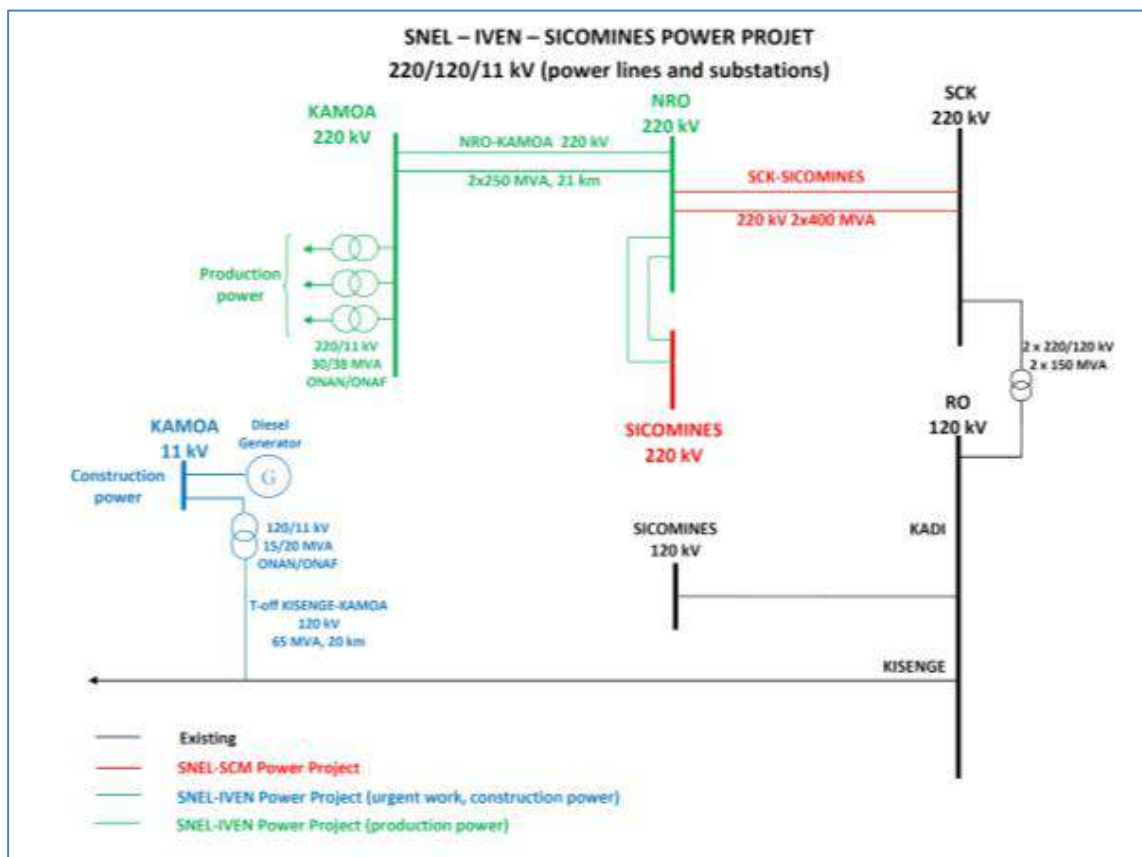 SNEL – IVEN – SICOMINES POWER PROJET
220/120/11 kV (power lines and substations)
KAMOA
220 kV
NRO-KAMOA 220 kV
2x250 MVA, 21 km
NRO
220 kV
SCK
220 kV
SCK-SICOMINES
220 kV 2x400 MVA
Production
power
220/11 kV
30/38 MVA
ONAN/ONAF
SICOMINES
220 kV
2 x 220/120 kV
2 x 150 MVA
RO
120 kV
KAMOA
11 kV
Diesel
Generator
G
Construction
power
120/11 kV
15/20 MVA
ONAN/ONAF
SICOMINES
120 kV
KADI
T-off KISENGE-KAMOA
120 kV
65 MVA, 20 km
KISENGE
Existing
SNEL-SCM Power Project
SNEL-IVEN Power Project (urgent work, construction power)
SNEL-IVEN Power Project (production power)